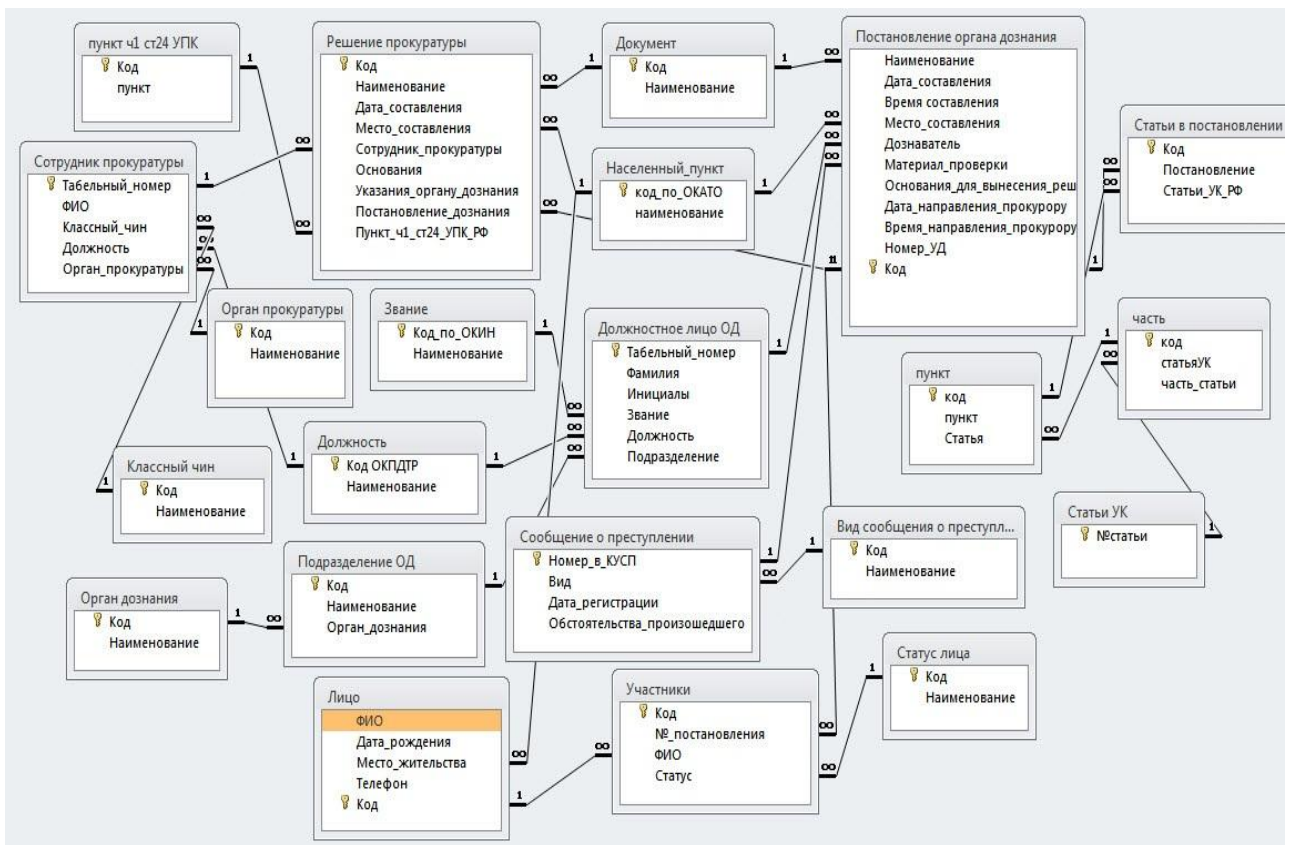 пункт ч1 ст24 УПК
Код
пункт
Решение прокуратуры
Код
Наименование
Дата_составления
Место_составления
Сотрудник_прокуратуры
Основания
Указания_органу_дознания
Постановление_дознания
Пункт_ч1_ст24_УПК_РФ
Документ
Код
Наименование
Постановление органа дознания
Наименование
Дата_составления
Время составления
Место_составления
Дознаватель
Материал_проверки
Основания_для_вынесения_реш
Дата_направления_прокурору
Время_направления_прокурору
Номер_УД
Код
Статьи в постановлении
Код
Постановление
Статьи_УК_РФ
Сотрудник прокуратуры
Табельный_номер
ФИО
Классный_чин
Должность
Орган_прокуратуры
Населенный_пункт
код_по_ОКАТО
наименование
Орган прокуратуры
Код
Наименование
Звание
Код_по_ОКИН
Наименование
Должностное лицо ОД
Табельный_номер
Фамилия
Инициалы
Звание
Должность
Подразделение
часть
код
статьяУК
часть_статьи
пункт
код
пункт
Статья
Классный чин
Код
Наименование
Должность
Код ОКПДТР
Наименование
Статьи УК
№статьи
Сообщение о преступлении
Номер_в_КУСП
Вид
Дата_регистрации
Обстоятельства_произошедшего
Вид сообщения о преступл...
Код
Наименование
Подразделение ОД
Код
Наименование
Орган_дознания
Орган дознания
Код
Наименование
Статус лица
Код
Наименование
Лицо
ФИО
Дата_рождения
Место_жительства
Телефон
Код
Участники
Код
№_постановления
ФИО
Статус